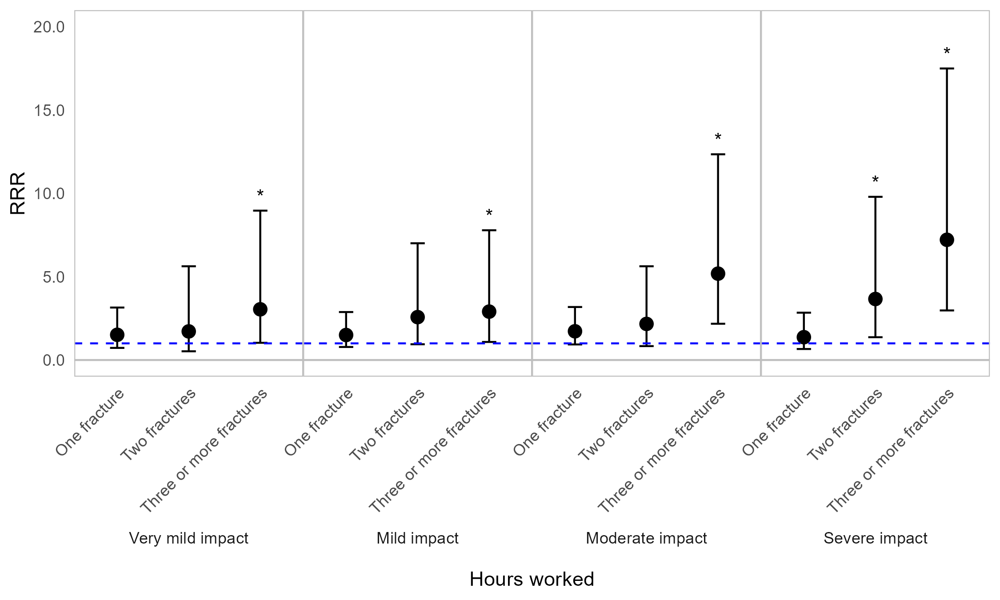 20.0
15.0
10.0
5.0
0.0
RRR
*
*
*
*
*
One fracture
Two fractures
Three or more fractures
One fracture
Two fractures
Three or more fractures
One fracture
Two fractures
Three or more fractures
One fracture
Two fractures
Three or more fractures
Very mild impact
Mild impact
Moderate impact
Severe impact
Hours worked